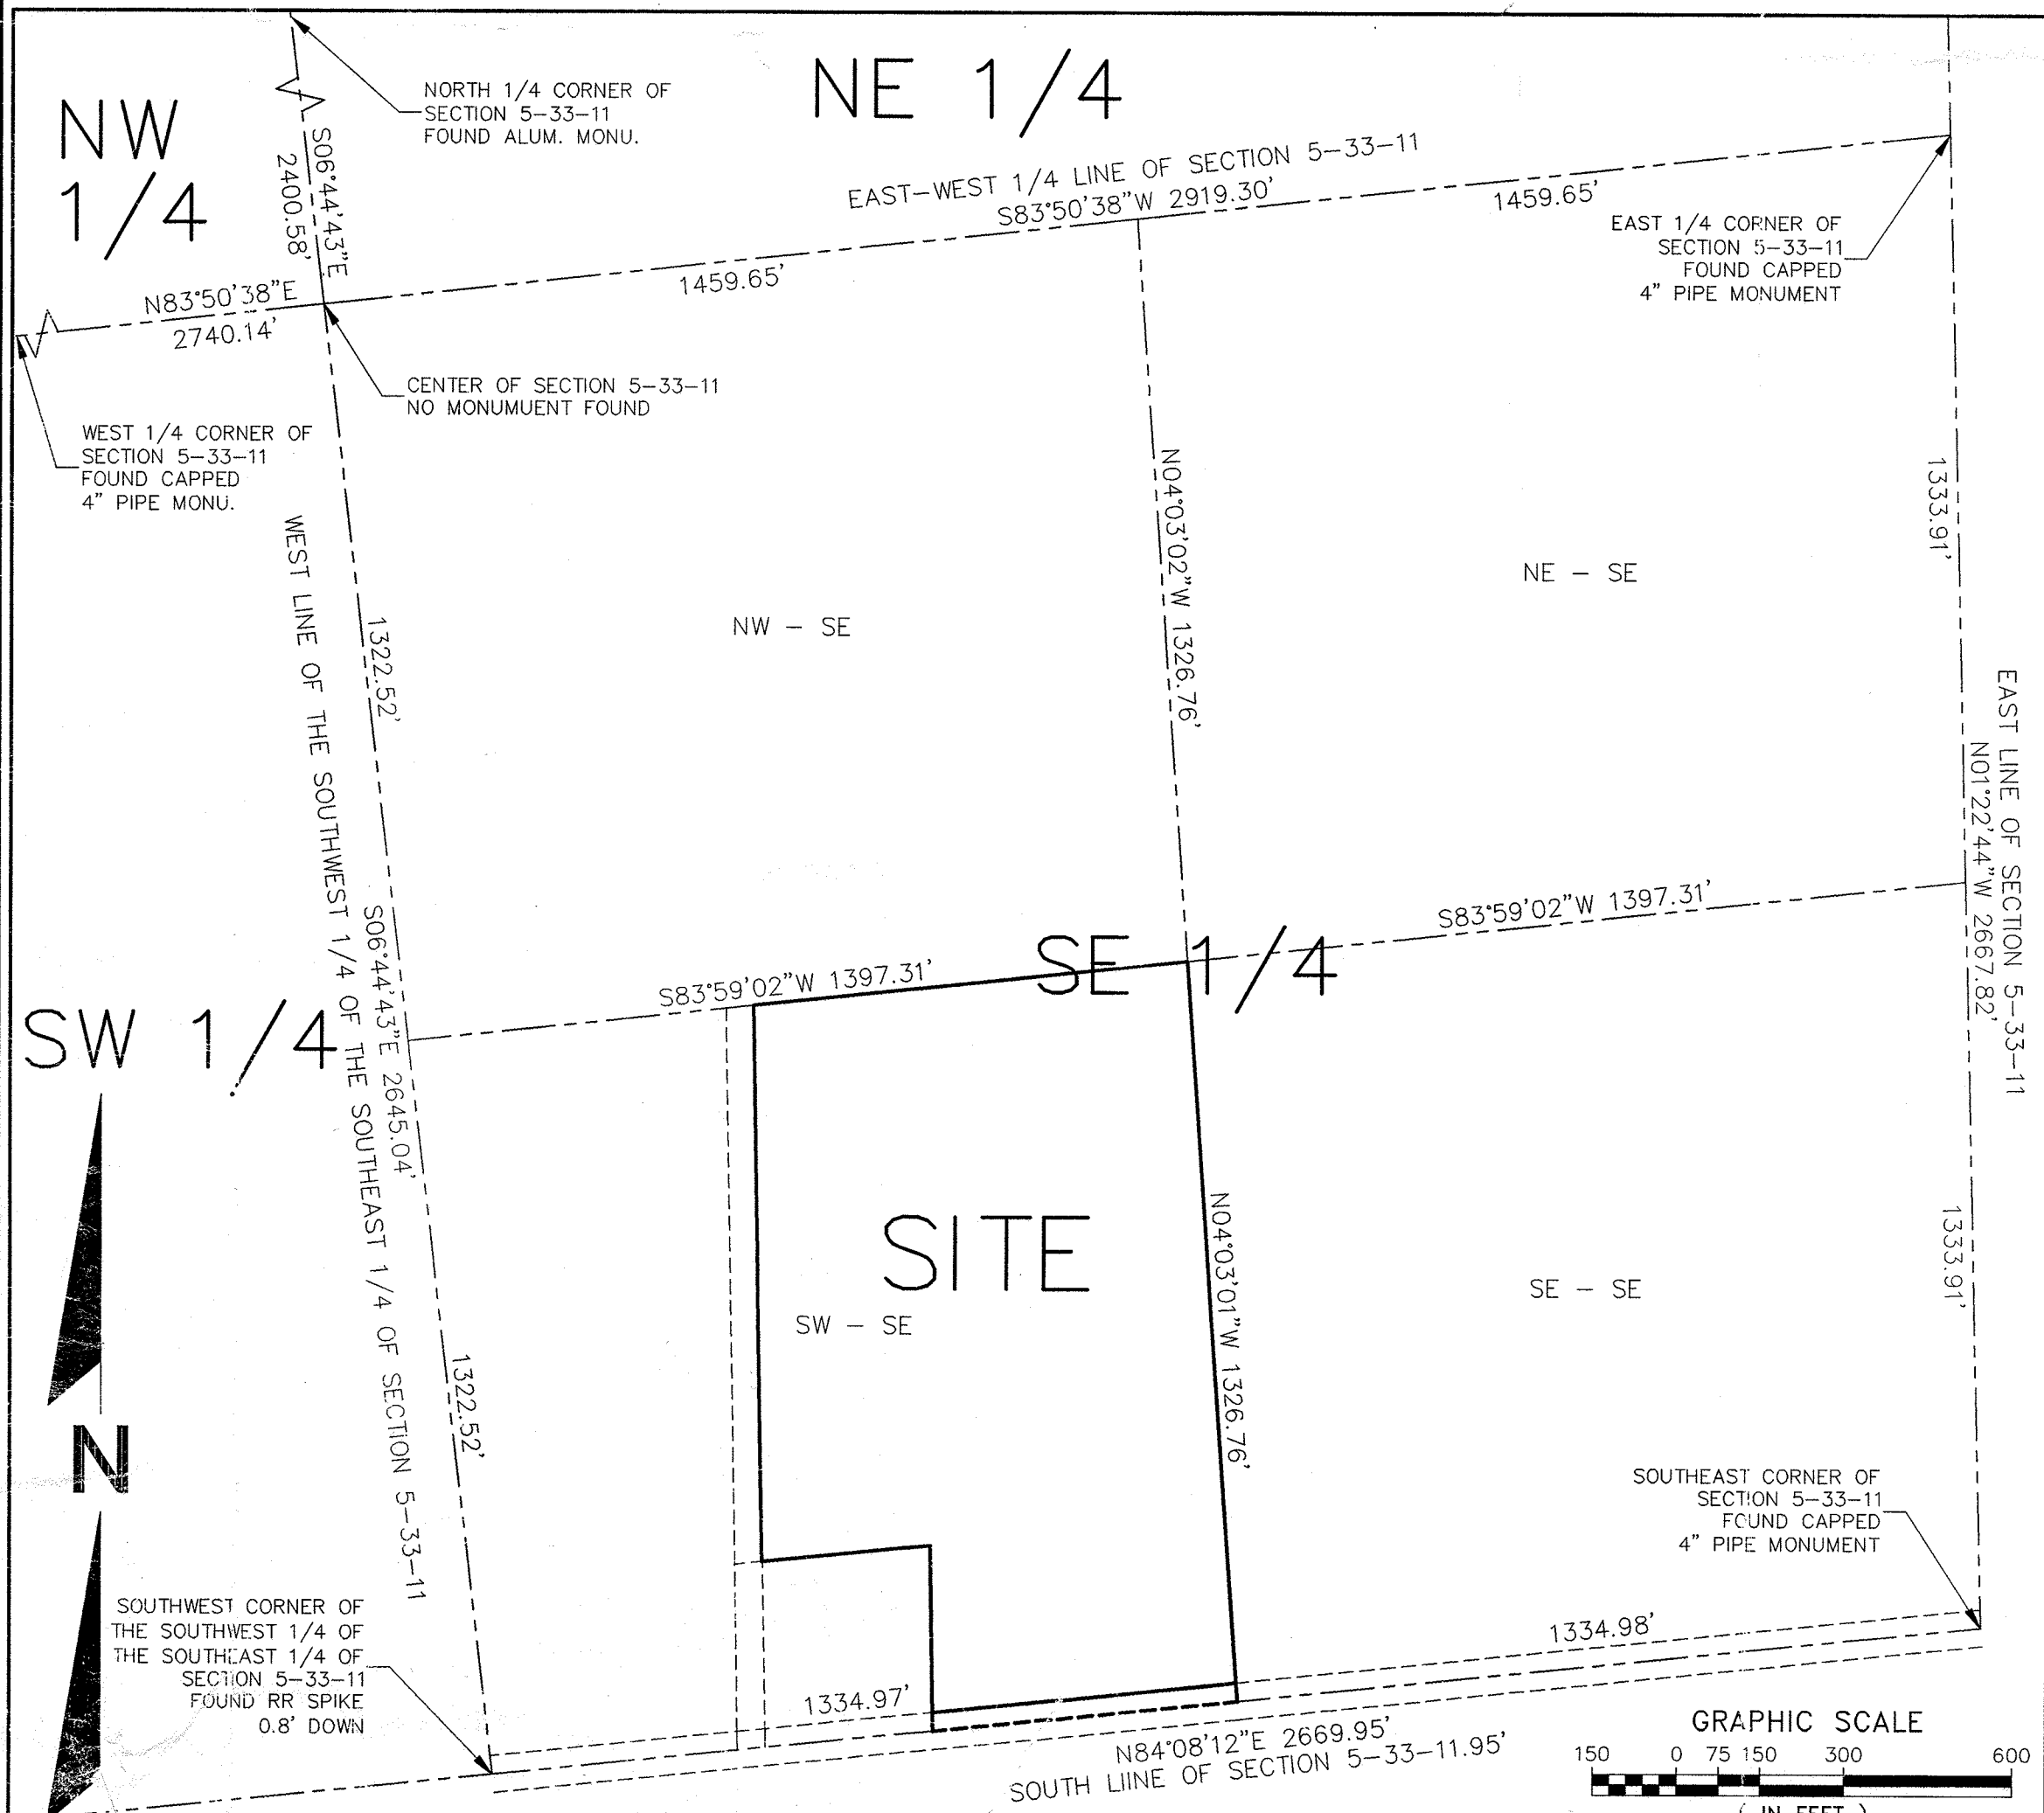 NW
1/4
NORTH 1/4 CORNER OF
SECTION 5-33-11
FOUND ALUM. MONU.
NE 1/4
S06°44'43"E
2400.58'
EAST-WEST 1/4 LINE OF SECTION 5-33-11
S83°50'38"W 2919.30'
1459.65'
1459.65'
EAST 1/4 CORNER OF
SECTION 5-33-11
FOUND CAPPED
4" PIPE MONUMENT
N83°50'38"E
2740.14'
CENTER OF SECTION 5-33-11
NO MONUMUENT FOUND
WEST 1/4 CORNER OF
SECTION 5-33-11
FOUND CAPPED
4" PIPE MONU.
WEST LINE OF THE SOUTHWEST 1/4 OF THE SOUTHEAST 1/4 OF SECTION 5-33-11
S06°44'43"E 2645.04'
1322.52'
N04°03'02"W 1326.76'
1333.91'
NW - SE
NE - SE
EAST LINE OF SECTION 5-33-11
N01°22'44"W 2667.82'
S83°59'02"W 1397.31'
S83°59'02"W 1397.31'
SE 1/4
SW 1/4
SITE
SW - SE
N04°03'01"W 1326.76'
SE - SE
1333.91'
1322.52'
N
SOUTHEAST CORNER OF
SECTION 5-33-11
FOUND CAPPED
4" PIPE MONUMENT
SOUTHWEST CORNER OF
THE SOUTHWEST 1/4 OF
THE SOUTHEAST 1/4 OF
SECTION 5-33-11
FOUND RR SPIKE
0.8' DOWN
1334.97'
1334.98'
N84°08'12"E 2669.95'
SOUTH LIINE OF SECTION 5-33-11.95'
GRAPHIC SCALE
150 0 75 150 300 600
( IN FEET )